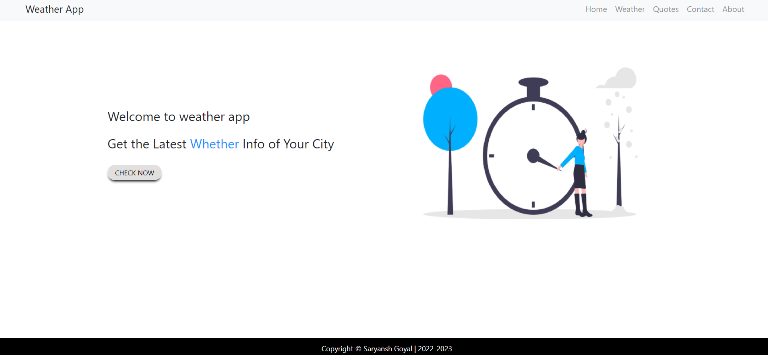 Weather App
Home Weather Quotes Contact About
Welcome to weather app
Get the Latest Whether Info of Your City
CHECK NOW
Copyright © Saryansh Goyal | 2022-2023